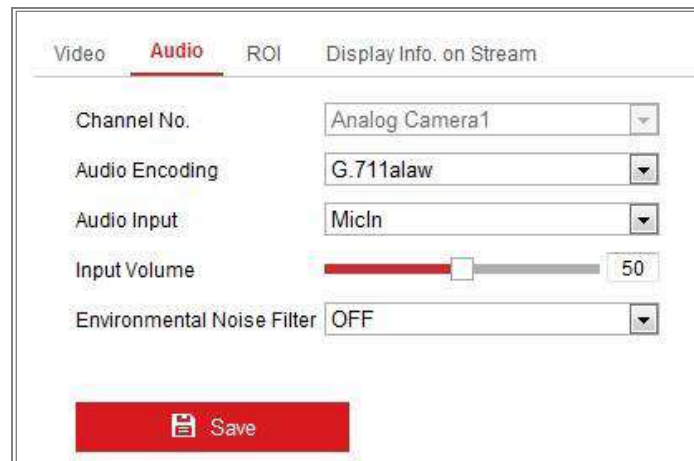 Video Audio ROI Display Info. on Stream
Channel No. Analog Camera1
Audio Encoding G.711alaw
Audio Input MicIn
Input Volume 50
Environmental Noise Filter OFF
Save